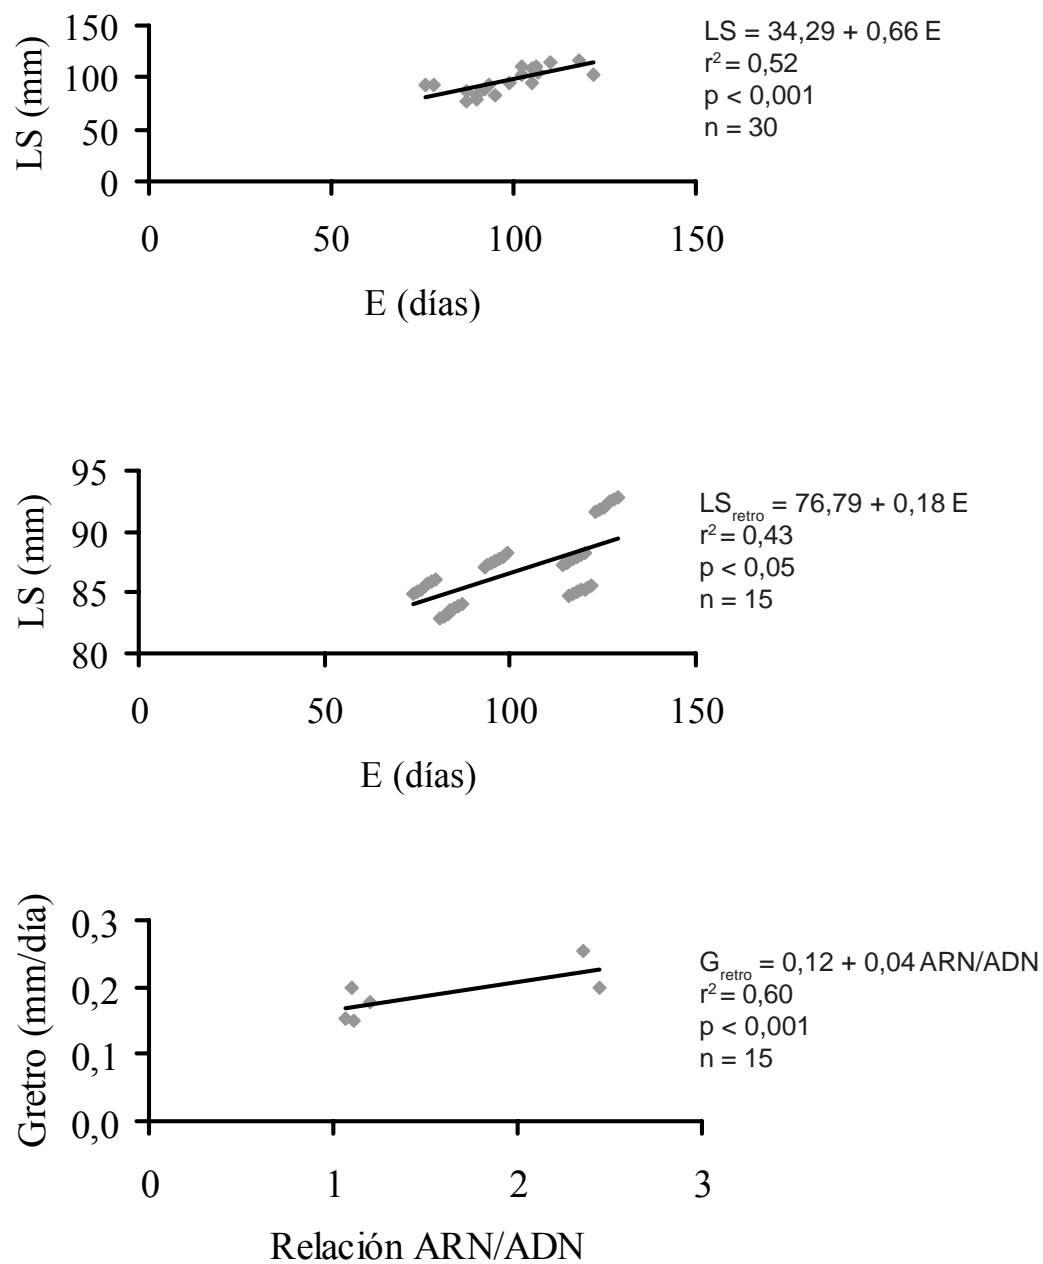 150
100
50
0
LS (mm)
0 50 100 150
E (días)
LS = 34,29 + 0,66 E
r² = 0,52
p < 0,001
n = 30
95
90
85
80
LS (mm)
0 50 100 150
E (días)
LSretro = 76,79 + 0,18 E
r² = 0,43
p < 0,05
n = 15
0,3
0,2
0,1
0,0
Gretro (mm/día)
0 1 2 3
Relación ARN/ADN
Gretro = 0,12 + 0,04 ARN/ADN
r² = 0,60
p < 0,001
n = 15